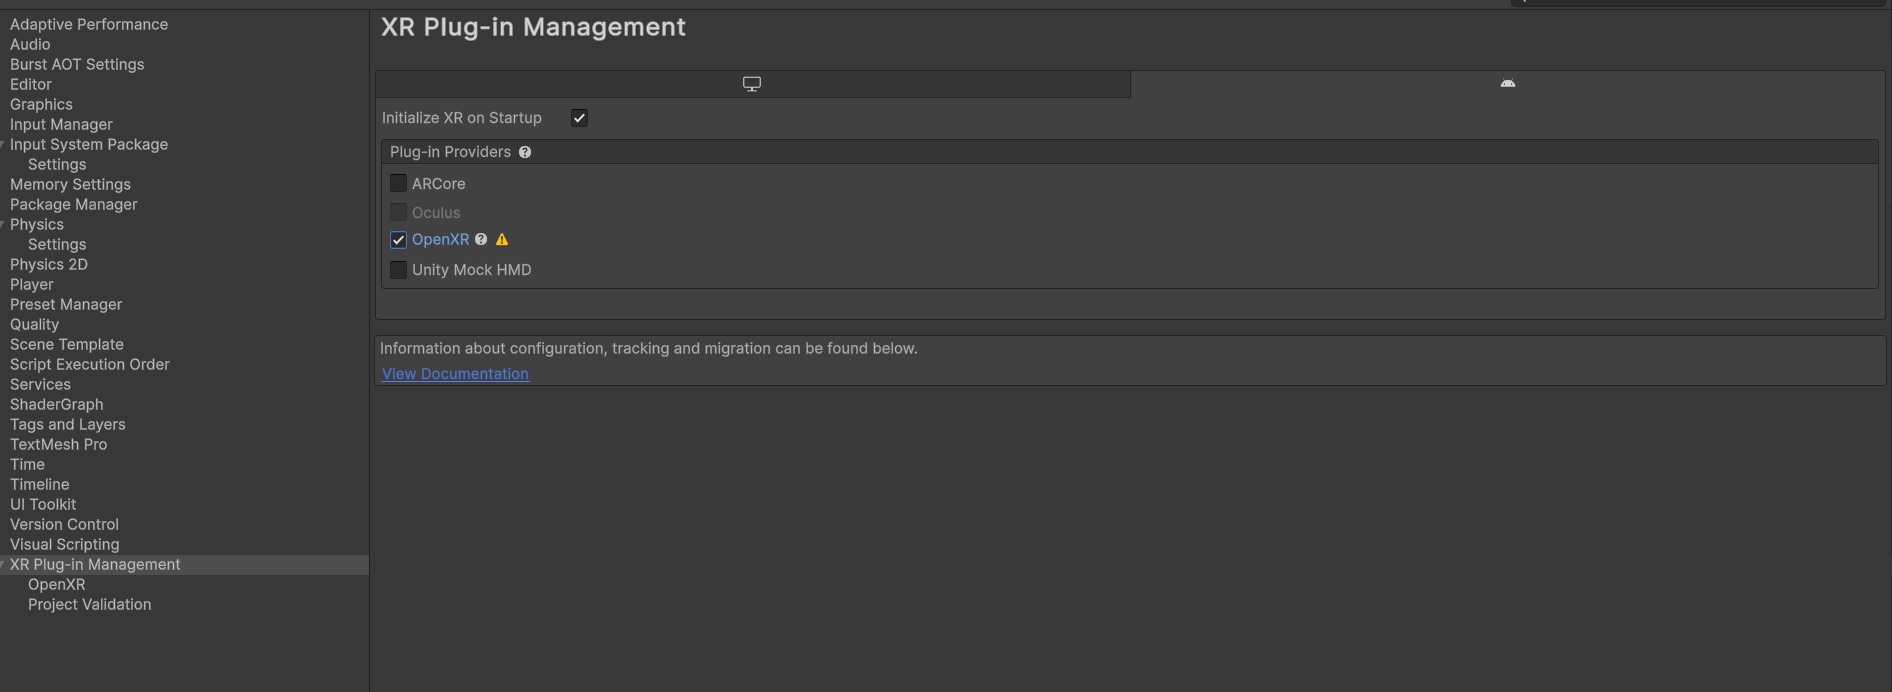 Adaptive Performance
Audio
Burst AOT Settings
Editor
Graphics
Input Manager
Input System Package
Settings
Memory Settings
Package Manager
Physics
Settings
Physics 2D
Player
Preset Manager
Quality
Scene Template
Script Execution Order
Services
ShaderGraph
Tags and Layers
TextMesh Pro
Time
Timeline
UI Toolkit
Version Control
Visual Scripting
XR Plug-in Management
OpenXR
Project Validation
XR Plug-in Management
Initialize XR on Startup
Plug-in Providers
ARCore
Oculus
OpenXR
Unity Mock HMD
Information about configuration, tracking and migration can be found below.
View Documentation